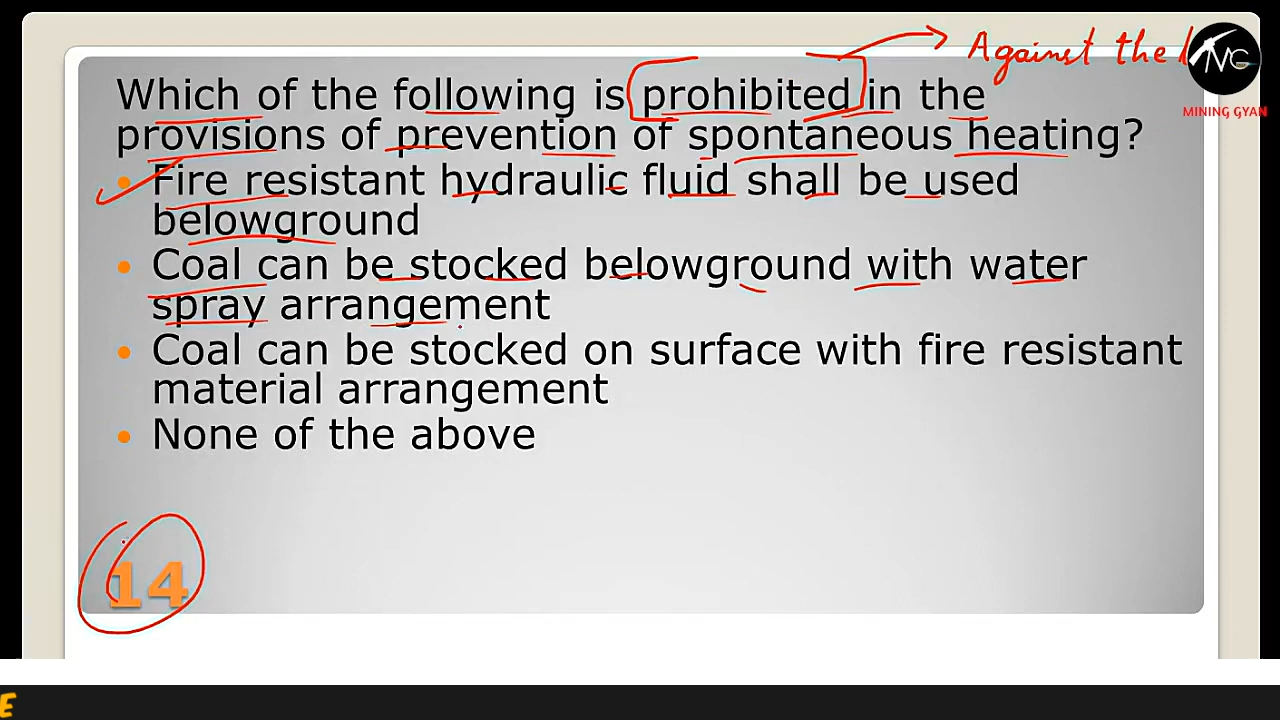 Against the
MINING GYAN
Which of the following is prohibited in the
provisions of prevention of spontaneous heating?
• Fire resistant hydraulic fluid shall be used
belowground
• Coal can be stocked belowground with water
spray arrangement
• Coal can be stocked on surface with fire resistant
material arrangement
• None of the above
14
E